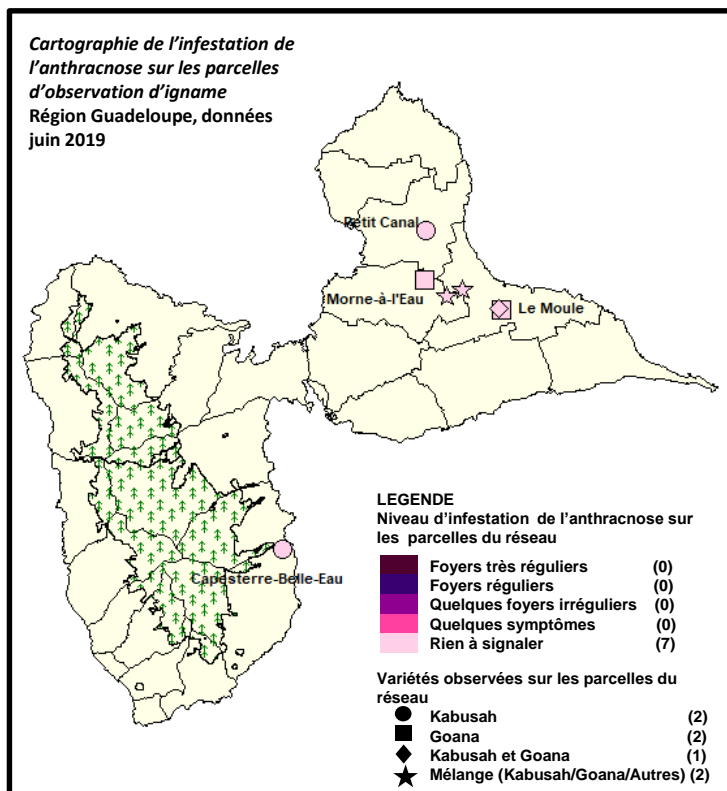 Cartographie de l'infestation de
l'anthracnose sur les parcelles
d'observation d'igname
Région Guadeloupe, données
juin 2019
Petit Canal
Morne-à-l'Eau
Le Moule
Capesterre-Belle-Eau
LEGENDE
Niveau d'infestation de l'anthracnose sur
les parcelles du réseau
Foyers très réguliers (0)
Foyers réguliers (0)
Quelques foyers irréguliers (0)
Quelques symptômes (0)
Rien à signaler (7)
Variétés observées sur les parcelles du
réseau
Kabusah (2)
Goana (2)
Kabusah et Goana (1)
Mélange (Kabusah/Goana/Autres) (2)